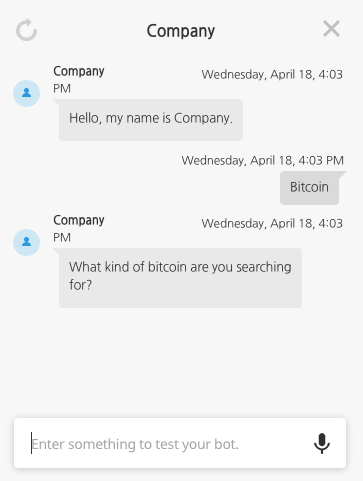 Company
Company
Wednesday, April 18, 4:03
PM
Hello, my name is Company.
Wednesday, April 18, 4:03 PM
Bitcoin
Company
Wednesday, April 18, 4:03
PM
What kind of bitcoin are you searching
for?
Enter something to test your bot.